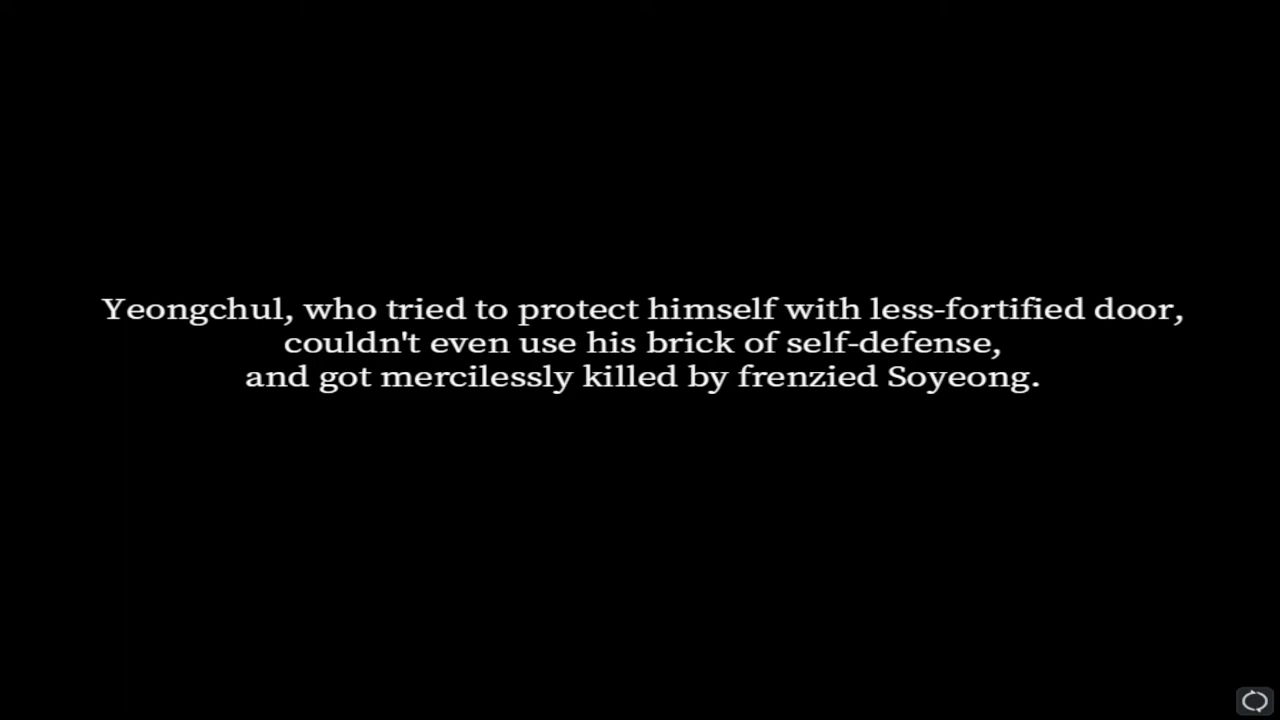 Yeongchul, who tried to protect himself with less-fortified door,
couldn't even use his brick of self-defense,
and got mercilessly killed by frenzied Soyeong.